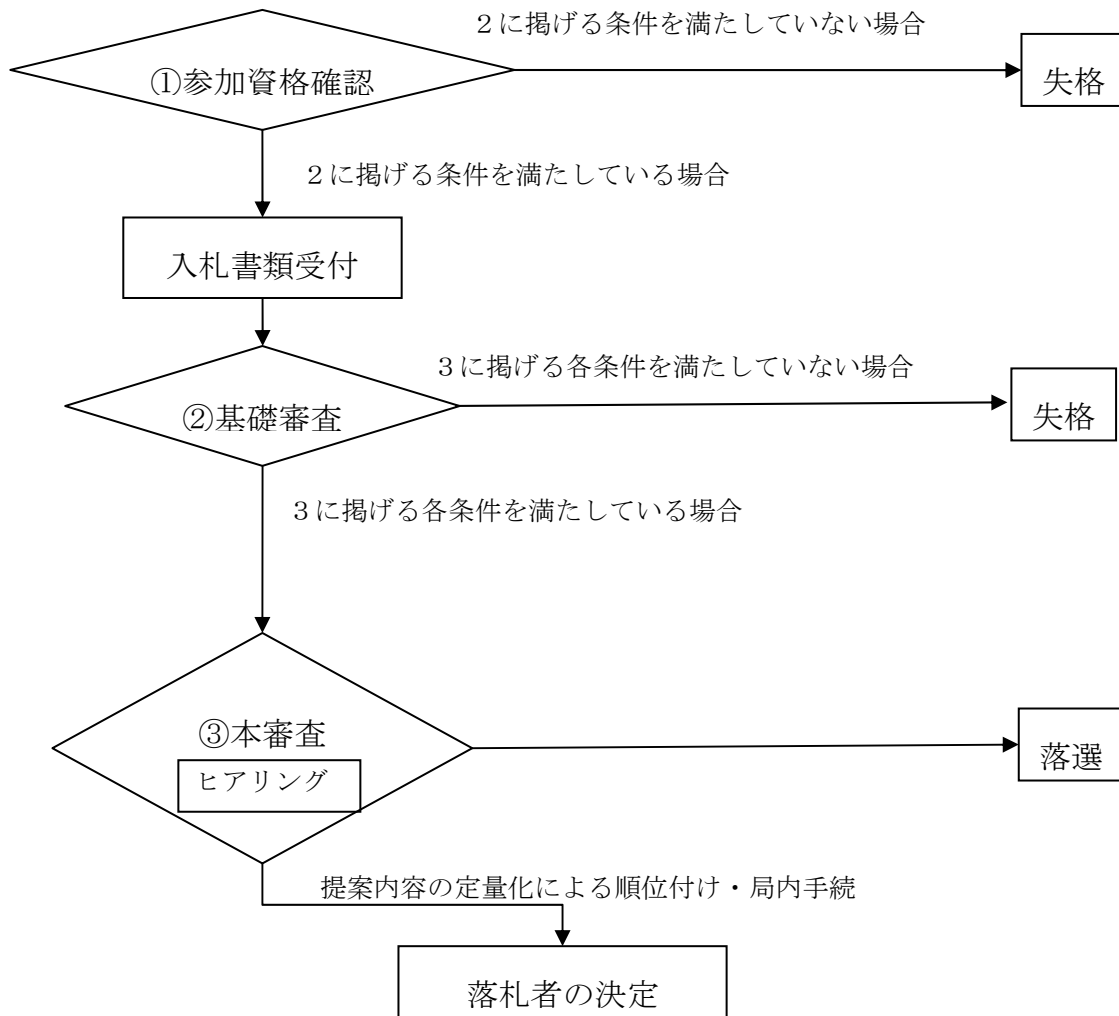 ２に掲げる条件を満たしていない場合
①参加資格確認
失格
２に掲げる条件を満たしている場合
入札書類受付
３に掲げる各条件を満たしていない場合
②基礎審査
失格
３に掲げる各条件を満たしている場合
③本審査
ヒアリング
落選
提案内容の定量化による順位付け・局内手続
落札者の決定